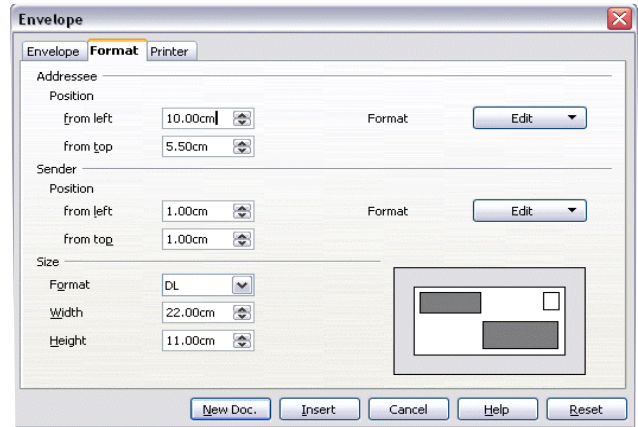 Envelope
Envelope Format Printer
Addressee
Position
from left 10.00cm Format Edit
from top 5.50cm
Sender
Position
from left 1.00cm Format Edit
from top 1.00cm
Size
Format DL
Width 22.00cm
Height 11.00cm
New Doc. Insert Cancel Help Reset